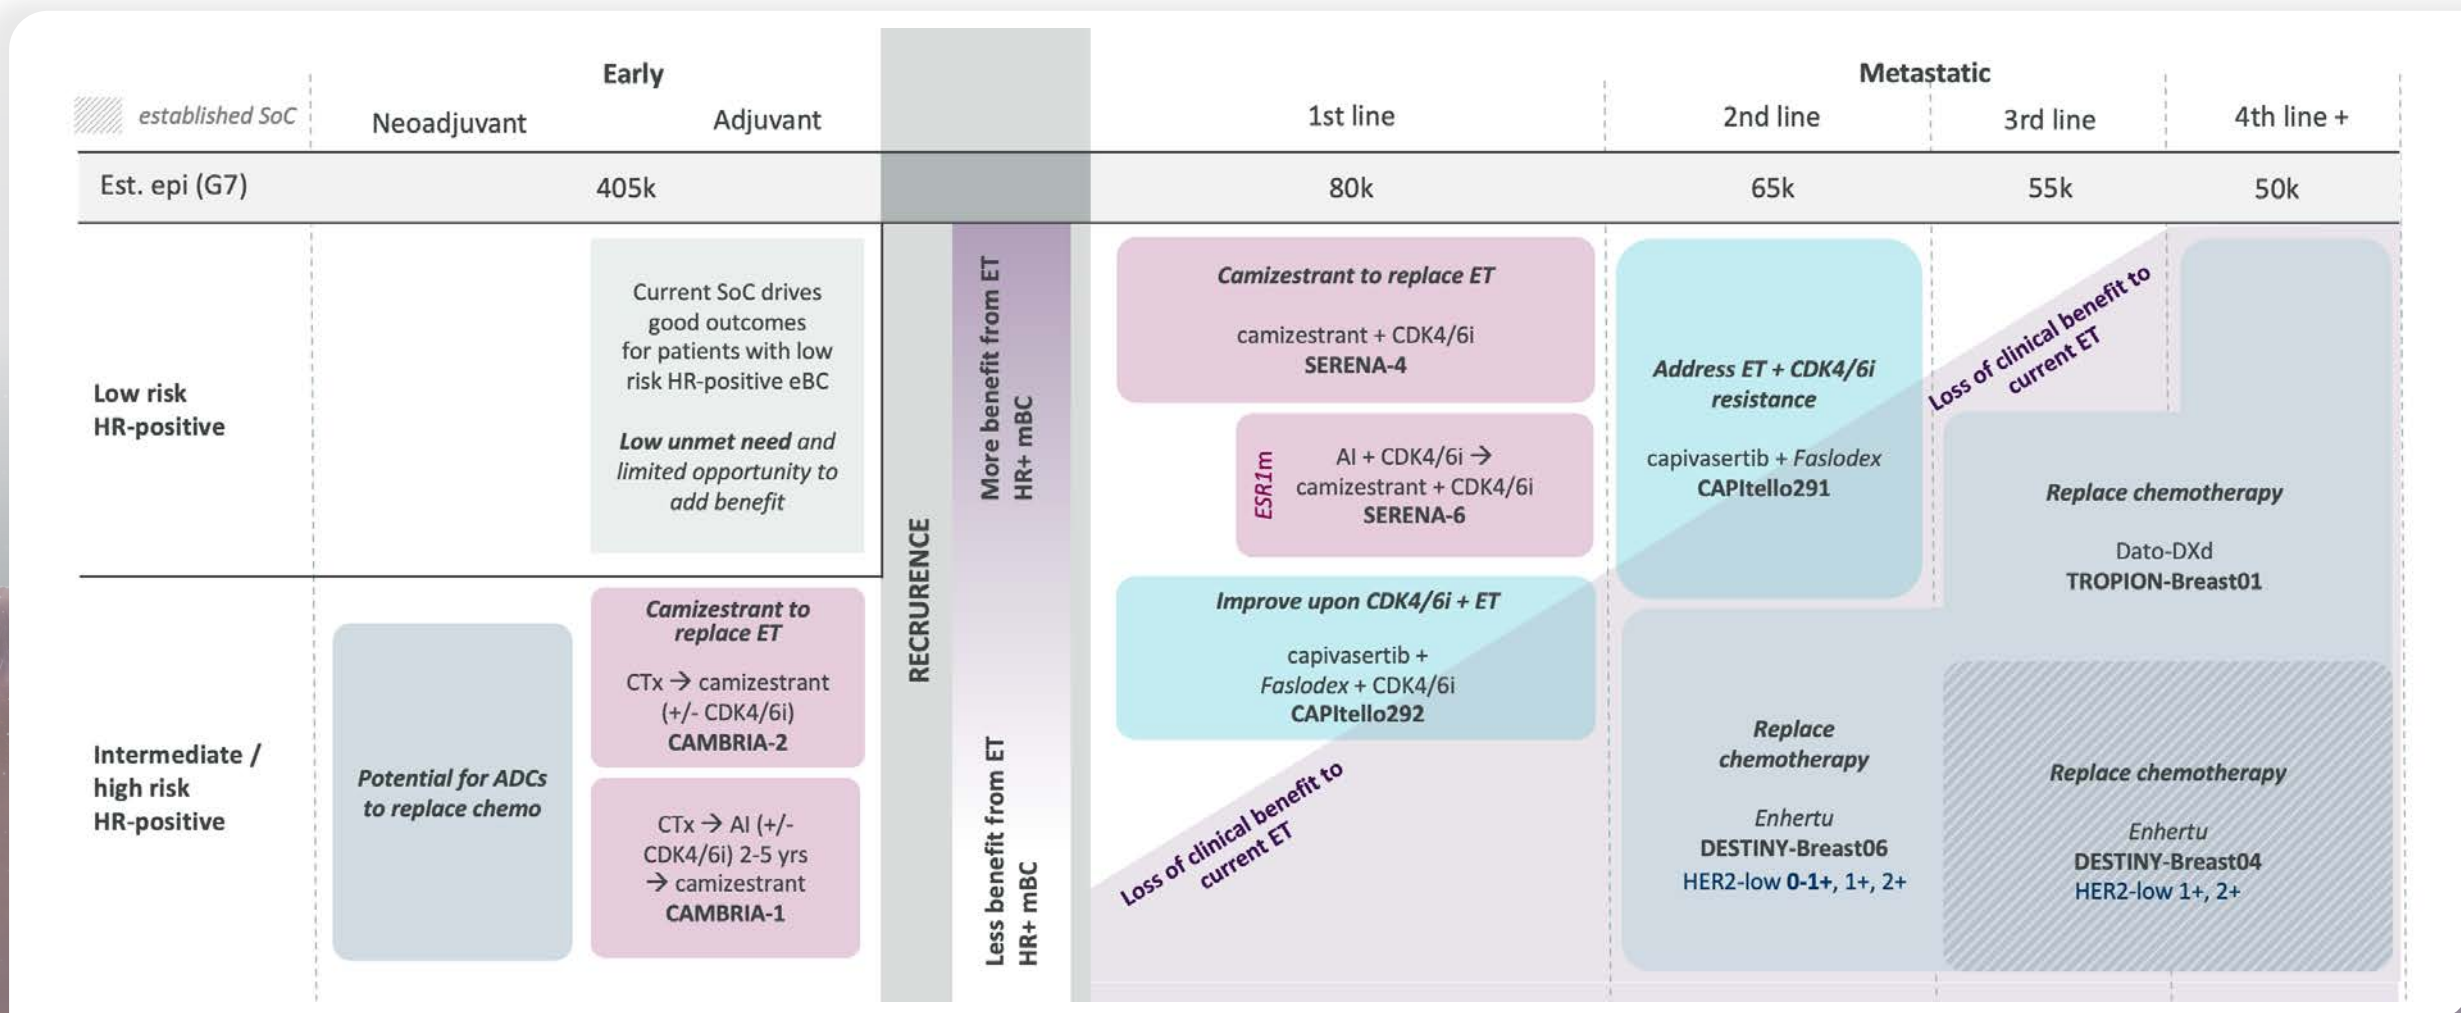 Early
Metastatic
established SoC
Neoadjuvant
Adjuvant
1st line
2nd line
3rd line
4th line +
Est. epi (G7)
405k
80k
65k
55k
50k
Low risk
HR-positive
Current SoC drives
good outcomes
for patients with low
risk HR-positive eBC
Low unmet need and
limited opportunity to
add benefit
Intermediate /
high risk
HR-positive
Potential for ADCs
to replace chemo
Camizestrant to
replace ET
CTx → camizestrant
(+/- CDK4/6i)
CAMBRIA-2
CTx → AI (+/-
CDK4/6i) 2-5 yrs
→ camizestrant
CAMBRIA-1
RECRURENCE
More benefit from ET
HR+ mBC
Less benefit from ET
HR+ mBC
Camizestrant to replace ET
camizestrant + CDK4/6i
SERENA-4
ESR1m
AI + CDK4/6i →
camizestrant + CDK4/6i
SERENA-6
Improve upon CDK4/6i + ET
capivasertib +
Faslodex + CDK4/6i
CAPItello292
Loss of clinical benefit to
current ET
Address ET + CDK4/6i
resistance
capivasertib + Faslodex
CAPItello291
Loss of clinical benefit to
current ET
Replace chemotherapy
Dato-DXd
TROPION-Breast01
Replace
chemotherapy
Enhertu
DESTINY-Breast06
HER2-low 0-1+, 1+, 2+
Replace chemotherapy
Enhertu
DESTINY-Breast04
HER2-low 1+, 2+